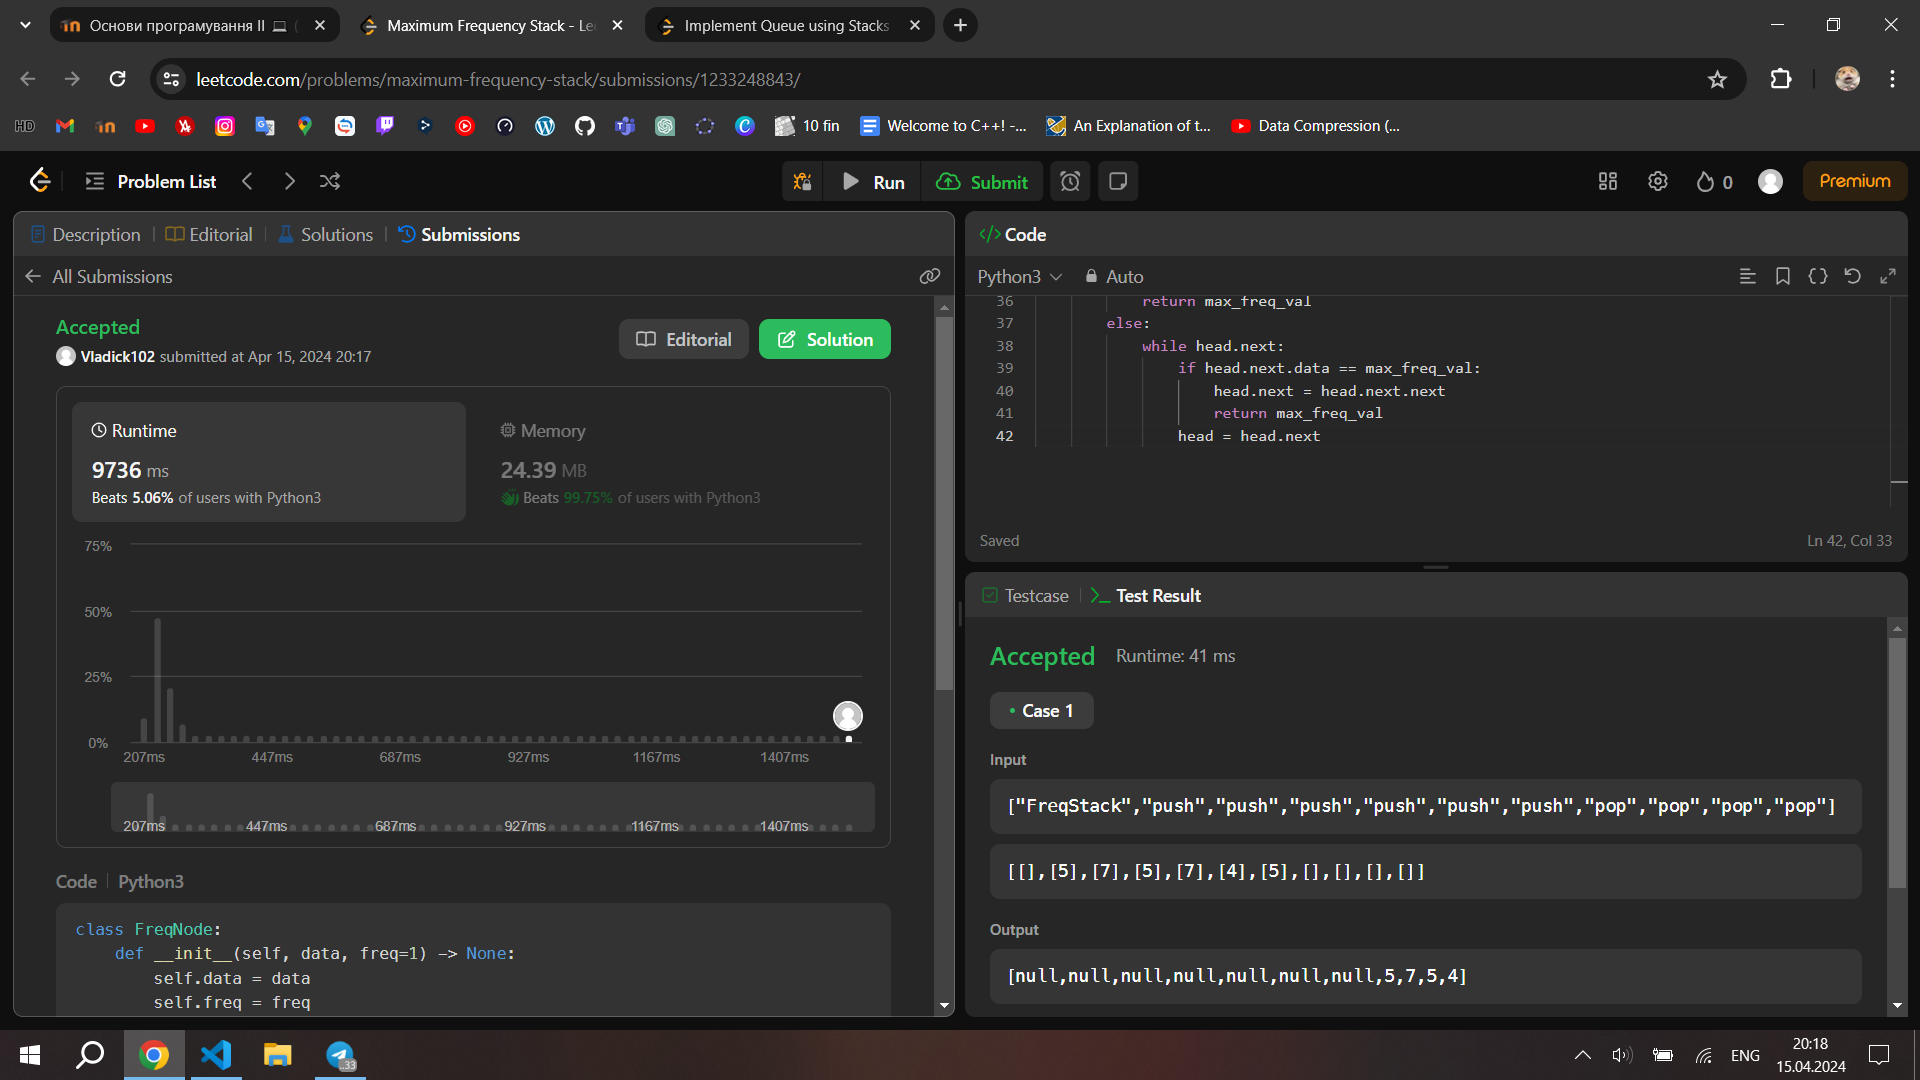 Основи програмування II
Maximum Frequency Stack - Le
Implement Queue using Stacks
leetcode.com/problems/maximum-frequency-stack/submissions/1233248843/
HD
10 fin
Welcome to C++! -...
An Explanation of t...
Data Compression (...
Problem List
Run
Submit
0
Premium
Description
Editorial
Solutions
Submissions
All Submissions
Accepted
Vladick102 submitted at Apr 15, 2024 20:17
Editorial
Solution
Runtime
9736 ms
Beats 5.06% of users with Python3
Memory
24.39 MB
Beats 99.75% of users with Python3
75%
50%
25%
0%
207ms 447ms 687ms 927ms 1167ms 1407ms
207ms 447ms 687ms 927ms 1167ms 1407ms
Code
Python3
class FreqNode:
def __init__(self, data, freq=1) -> None:
self.data = data
self.freq = freq
Code
Python3
Auto
36 return max_freq_val
37 else:
38 while head.next:
39 if head.next.data == max_freq_val:
40 head.next = head.next.next
41 return max_freq_val
42 head = head.next
Saved
Ln 42, Col 33
Testcase
Test Result
Accepted
Runtime: 41 ms
Case 1
Input
["FreqStack","push","push","push","push","push","push","pop","pop","pop","pop"]
[[],[5],[7],[5],[7],[4],[5],[],[],[],[]]
Output
[null,null,null,null,null,null,null,5,7,5,4]
33
ENG
20:18
15.04.2024